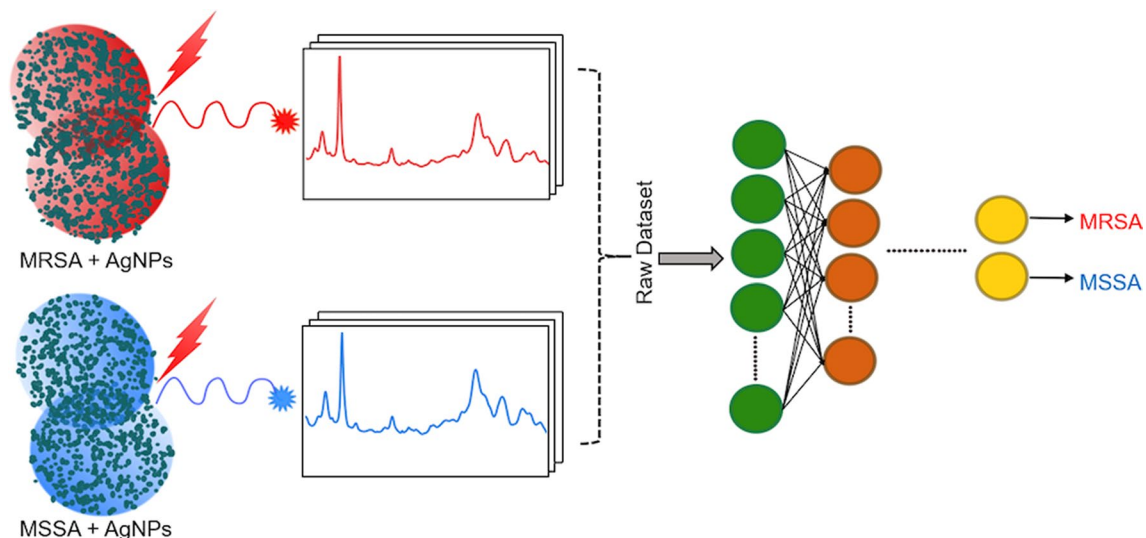 MRSA + AgNPs
MSSA + AgNPs
Raw Dataset
MRSA
MSSA